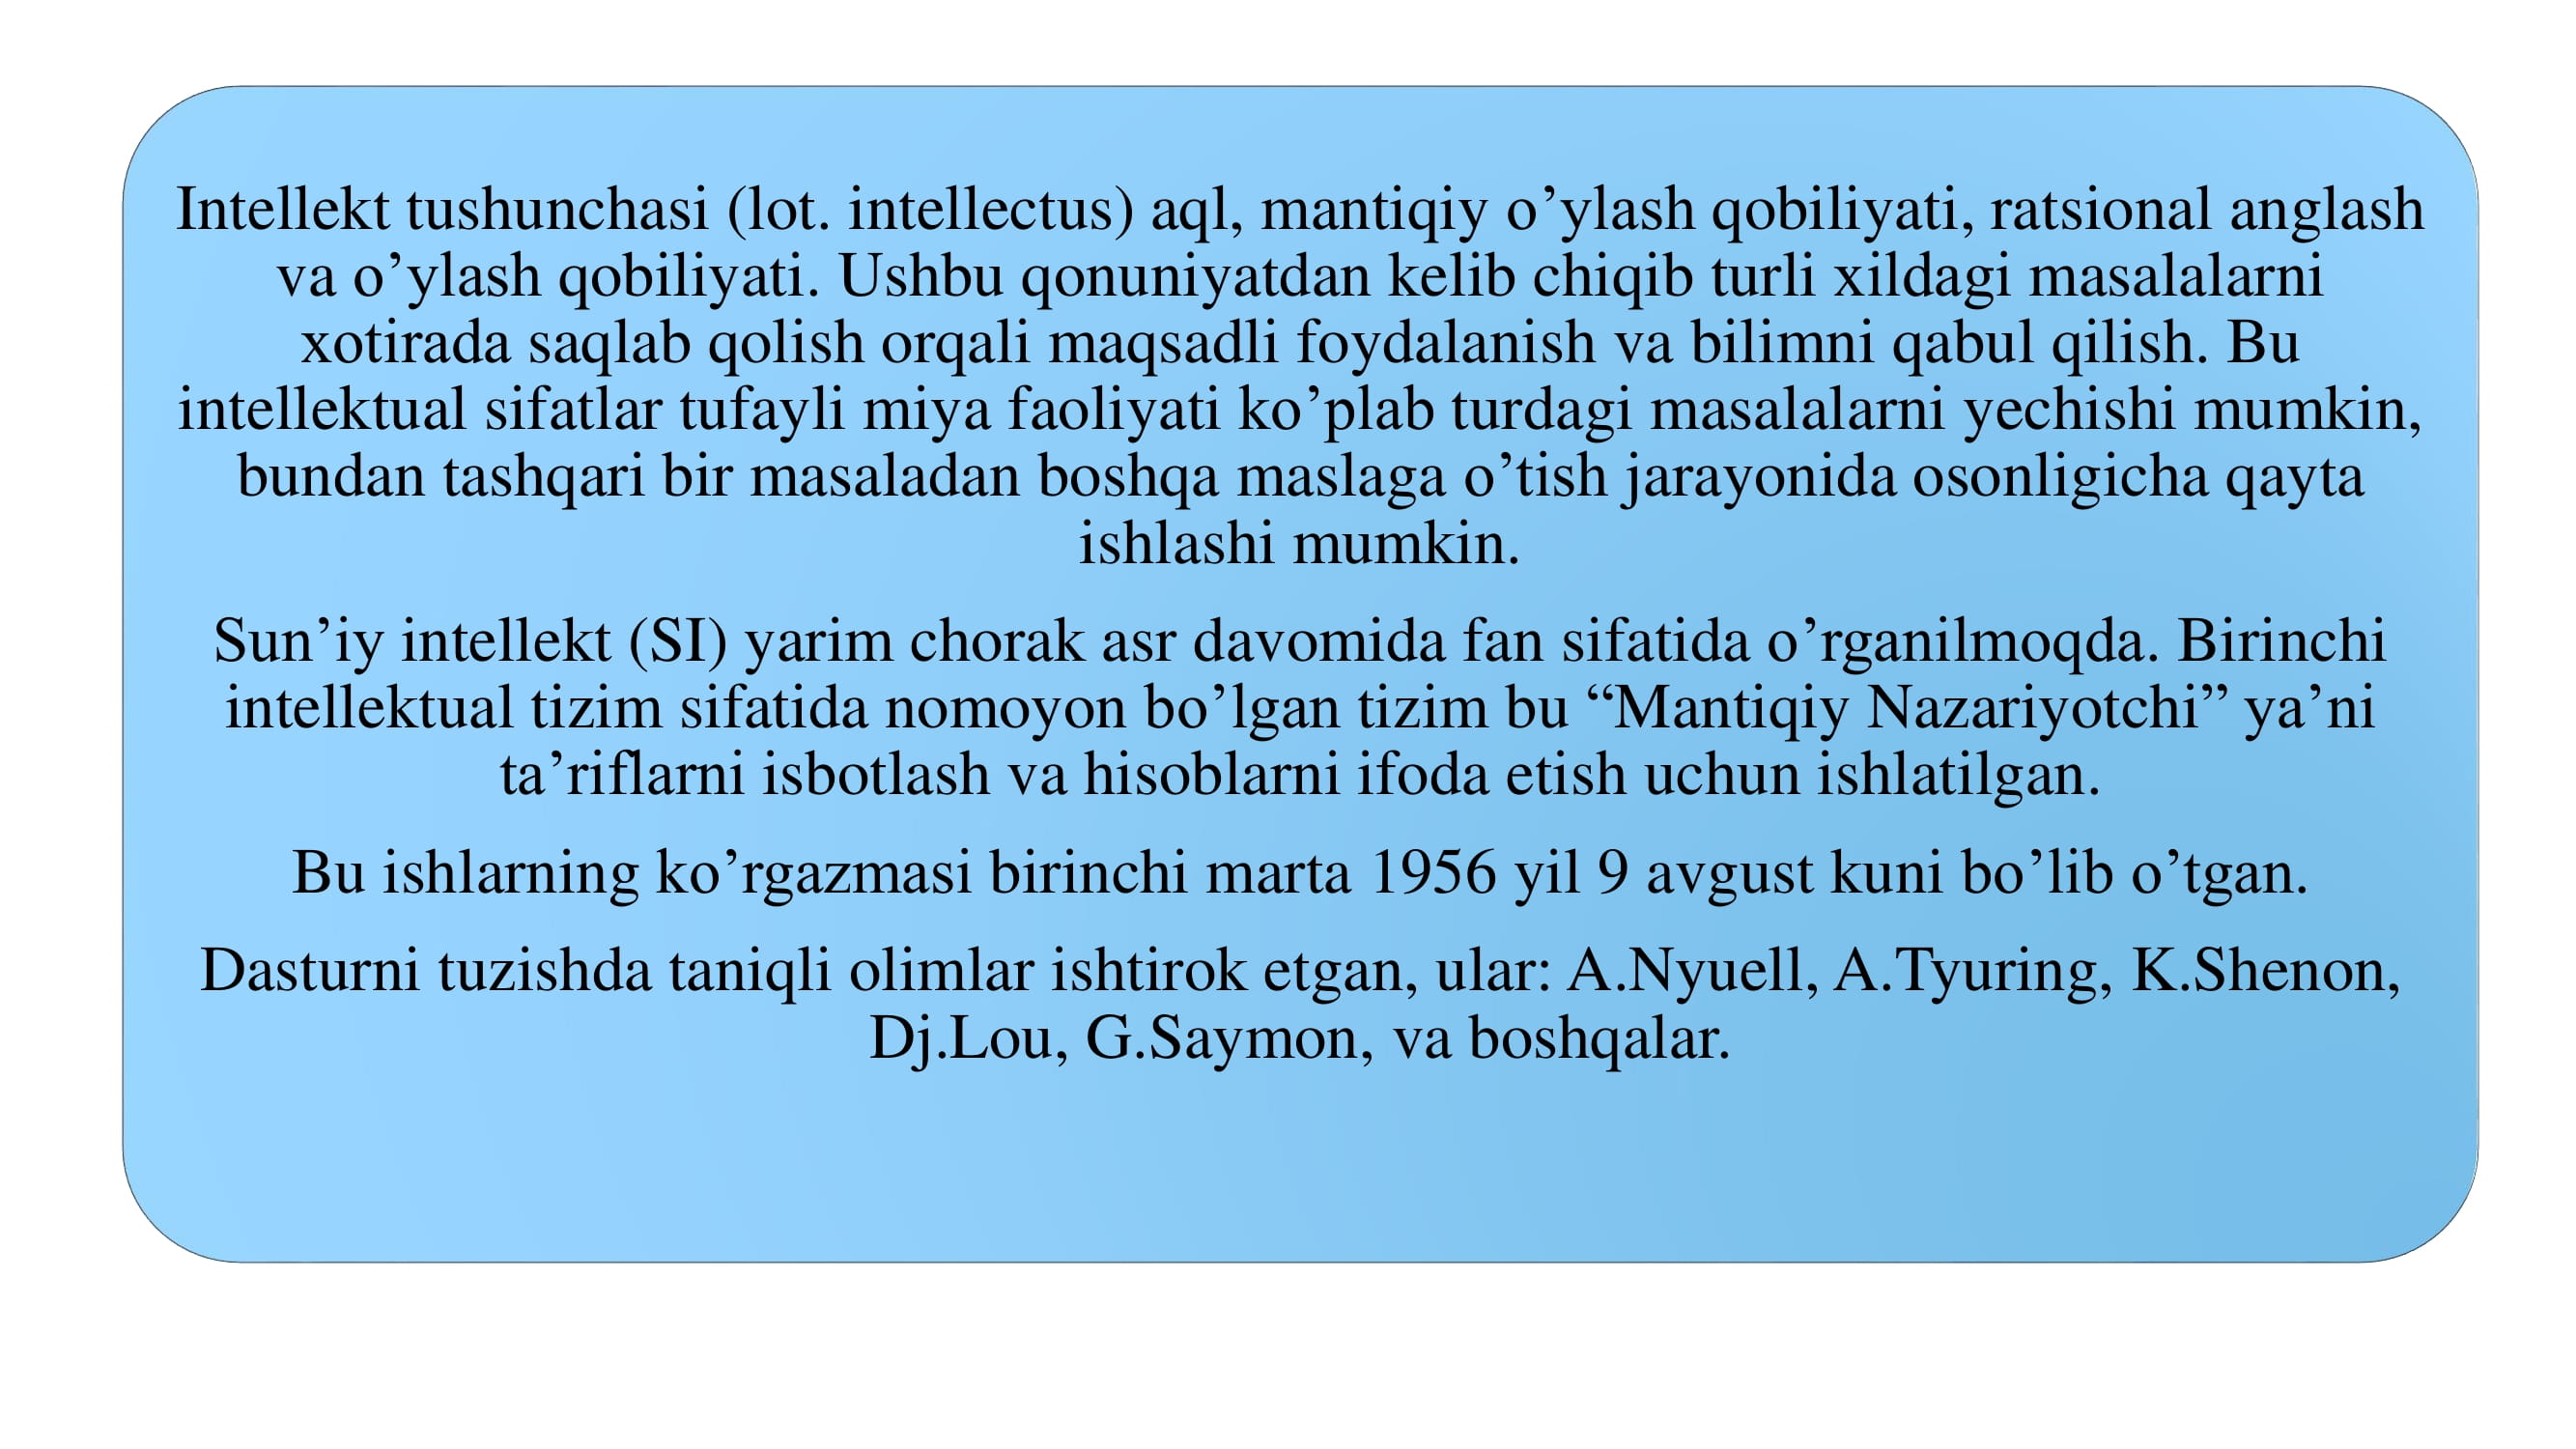 Intellekt tushunchasi (lot. intellectus) aql, mantiqiy o’ylash qobiliyati, ratsional anglash
va o’ylash qobiliyati. Ushbu qonuniyatdan kelib chiqib turli xildagi masalalarni
xotirada saqlab qolish orqali maqsadli foydalanish va bilimni qabul qilish. Bu
intellektual sifatlar tufayli miya faoliyati ko’plab turdagi masalalarni yechishi mumkin,
bundan tashqari bir masaladan boshqa maslaga o’tish jarayonida osonligicha qayta
ishlashi mumkin.
Sun’iy intellekt (SI) yarim chorak asr davomida fan sifatida o’rganilmoqda. Birinchi
intellektual tizim sifatida nomoyon bo’lgan tizim bu “Mantiqiy Nazariyotchi” ya’ni
ta’riflarni isbotlash va hisoblarni ifoda etish uchun ishlatilgan.
Bu ishlarning ko’rgazmasi birinchi marta 1956 yil 9 avgust kuni bo’lib o’tgan.
Dasturni tuzishda taniqli olimlar ishtirok etgan, ular: A.Nyuell, A.Tyuring, K.Shenon,
Dj.Lou, G.Saymon, va boshqalar.